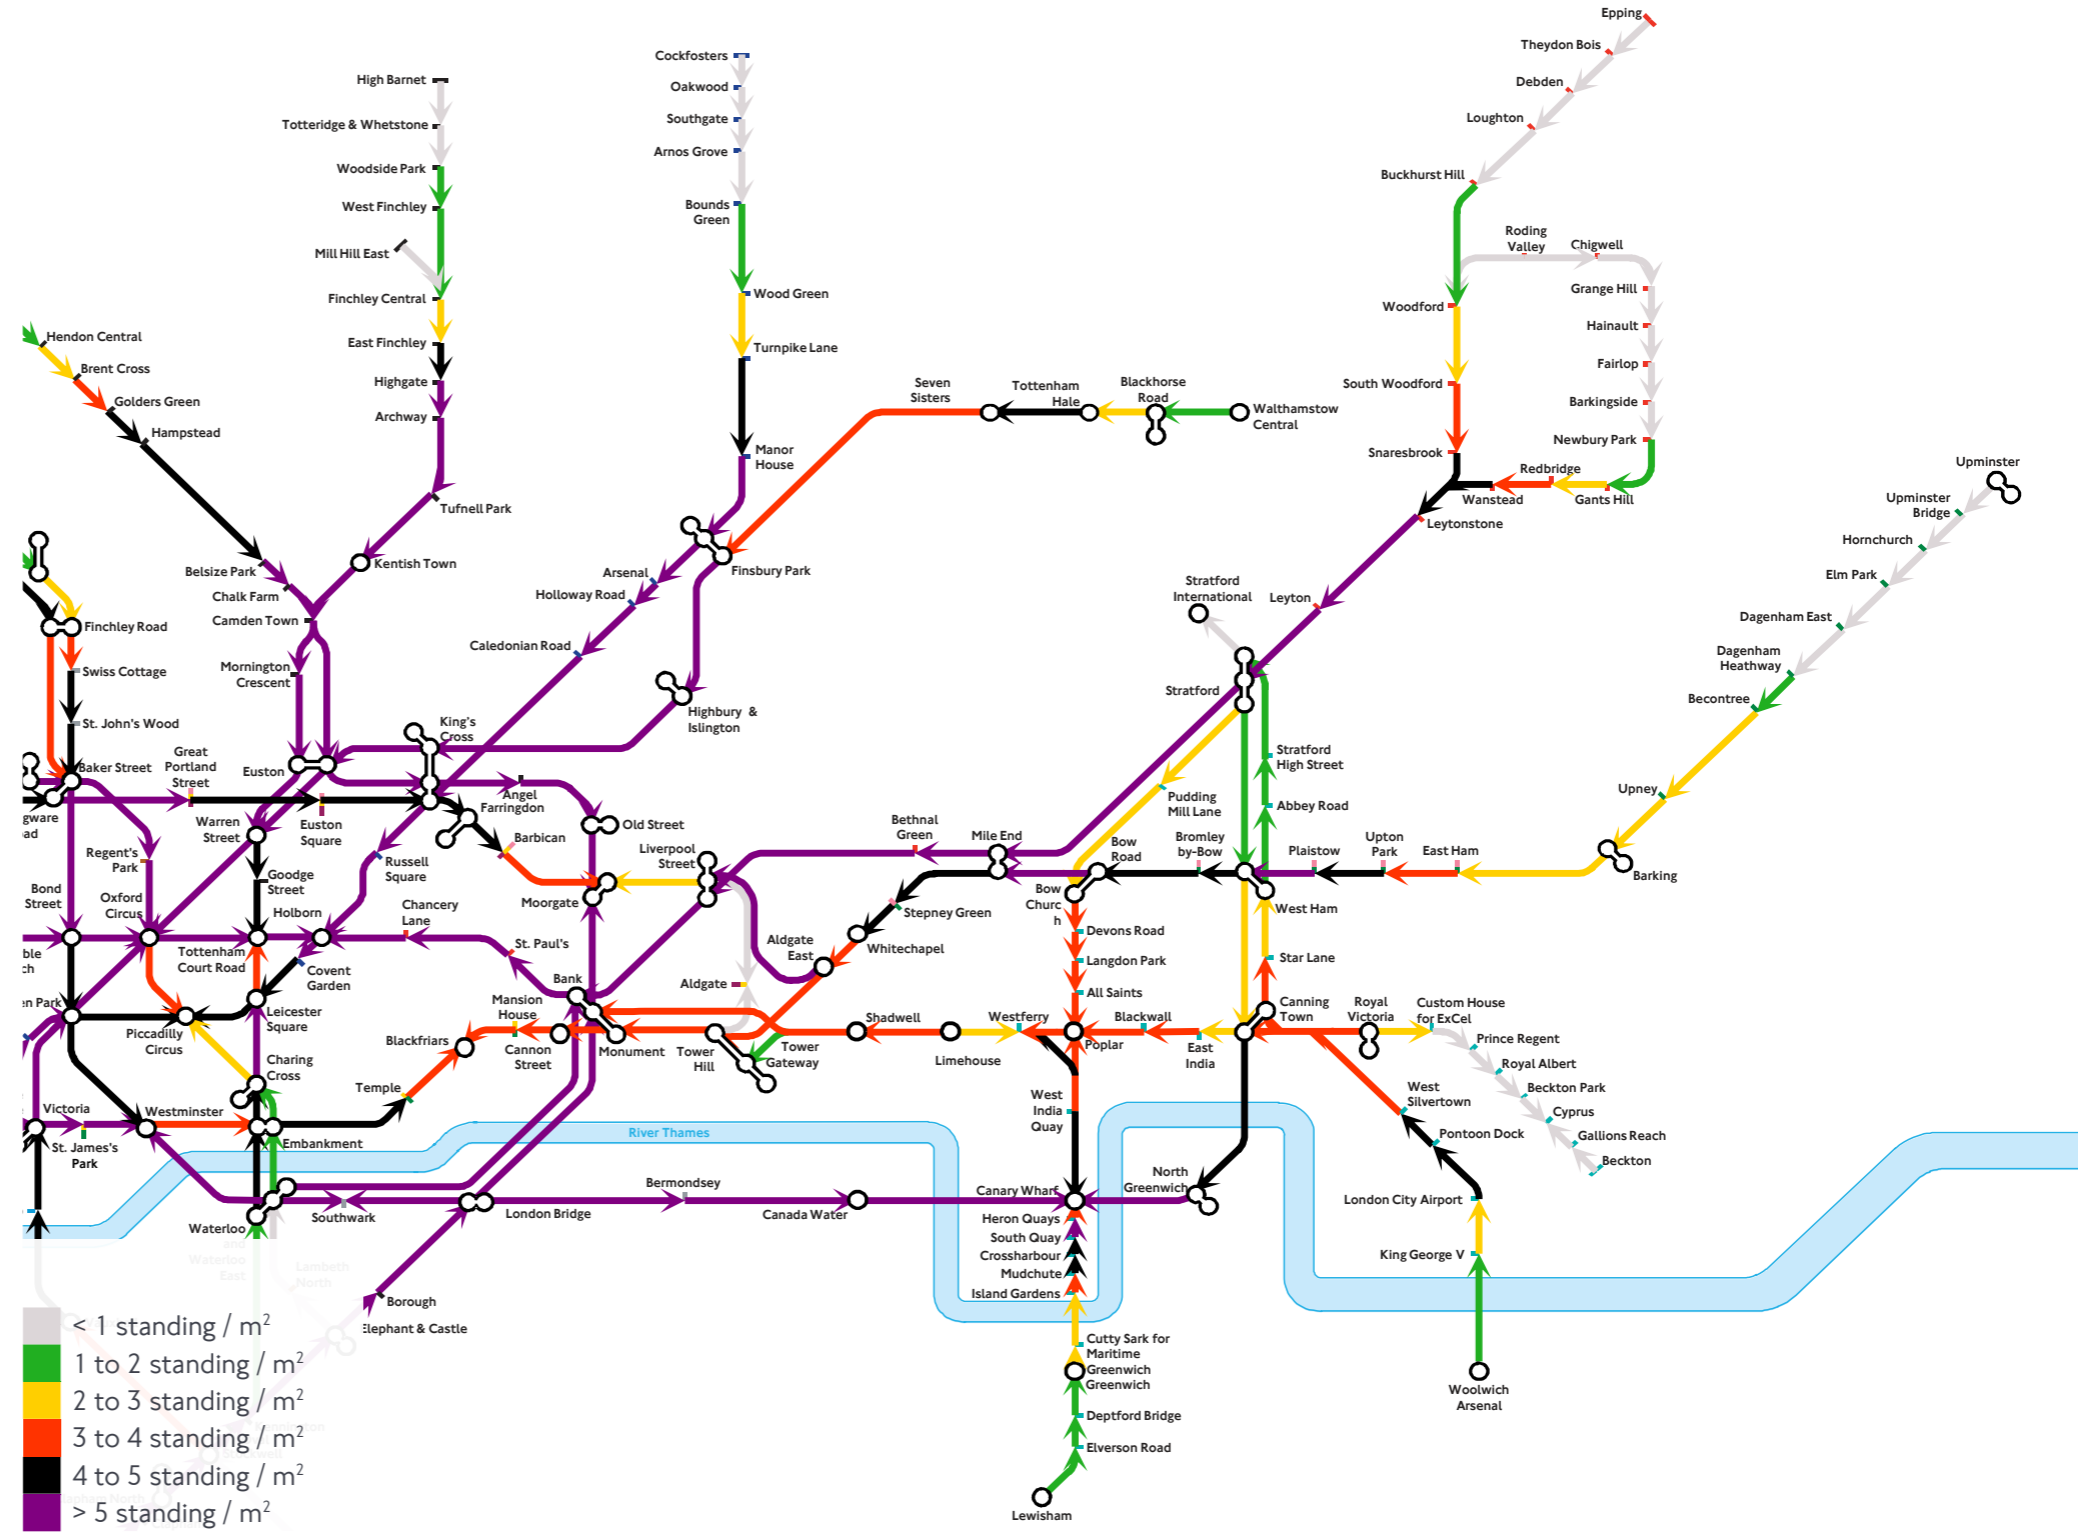 Epping
Theydon Bois
Debden
Loughton
Buckhurst Hill
Roding
Valley
Chigwell
Woodford
Grange Hill
Hainault
Fairlop
South Woodford
Barkingside
Snaresbrook
Newbury Park
Redbridge
Wanstead
Gants Hill
Leytonstone
Leyton
Cockfosters
Oakwood
Southgate
Arnos Grove
Bounds
Green
Wood Green
Turnpike Lane
Manor
House
High Barnet
Totteridge & Whetstone
Woodside Park
West Finchley
Mill Hill East
Finchley Central
East Finchley
Highgate
Archway
Tufnell Park
Kentish Town
Hendon Central
Brent Cross
Golders Green
Hampstead
Belsize Park
Chalk Farm
Camden Town
Mornington
Crescent
Seven
Sisters
Tottenham
Hale
Blackhorse
Road
Walthamstow
Central
Finsbury Park
Arsenal
Holloway Road
Caledonian Road
Highbury &
Islington
Upminster
Upminster
Bridge
Hornchurch
Elm Park
Dagenham East
Dagenham
Heathway
Becontree
Upney
Barking
Stratford
International
Stratford
Stratford
High Street
Abbey Road
Pudding
Mill Lane
Finchley Road
Swiss Cottage
St. John's Wood
Baker Street
Great
Portland
Street
Euston
King's
Cross
Angel
Farringdon
Barbican
Old Street
gware
oad
Euston
Square
Warren
Street
Regent's
Park
Russell
Square
Goodge
Street
Liverpool
Street
Moorgate
Bethnal
Green
Mile End
Bow
Road
Bromley
by-Bow
Plaistow
Upton
Park
East Ham
West Ham
Bond
Street
Oxford
Circus
Holborn
Chancery
Lane
St. Paul's
Tottenham
Court Road
Covent
Garden
ble
ch
Bow
Churc
h
Stepney Green
Whitechapel
Aldgate
East
Aldgate
Devons Road
Langdon Park
All Saints
Star Lane
Bank
Mansion
House
en Park
Piccadilly
Circus
Leicester
Square
Blackfriars
Cannon
Street
Monument
Tower
Hill
Tower
Gateway
Shadwell
Limehouse
Westferry
Poplar
Blackwall
East
India
Canning
Town
Royal
Victoria
Custom House
for ExCel
Prince Regent
Royal Albert
Beckton Park
Cyprus
Gallions Reach
Beckton
Charing
Cross
Temple
Victoria
Westminster
St. James's
Park
Embankment
River Thames
West
India
Quay
West
Silvertown
Pontoon Dock
London City Airport
King George V
Woolwich
Arsenal
North
Greenwich
Canary Wharf
Heron Quays
South Quay
Crossharbour
Mudchute
Island Gardens
Cutty Sark for
Maritime
Greenwich
Greenwich
Deptford Bridge
Elverson Road
Lewisham
Waterloo
and
Waterloo
East
Southwark
London Bridge
Bermondsey
Canada Water
Lambeth
North
Borough
Elephant & Castle
< 1 standing / m²
1 to 2 standing / m²
2 to 3 standing / m²
3 to 4 standing / m²
4 to 5 standing / m²
> 5 standing / m²